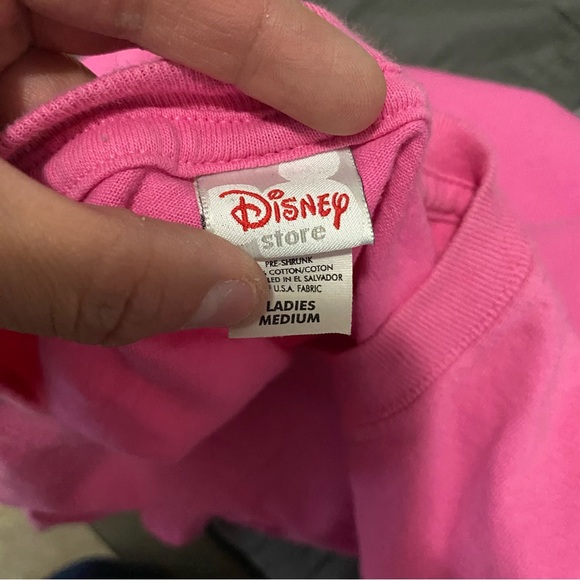 DISNEY
store
PRE-SHRUNK
COTTON/COTON
IN EL SALVADOR
U.S.A. FABRIC
LADIES
MEDIUM